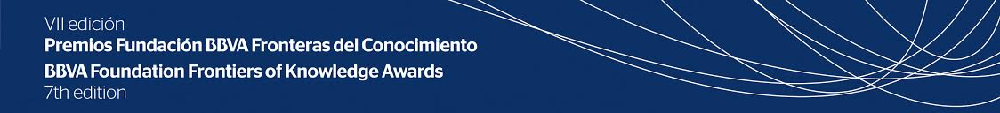 VII edición
Premios Fundación BBVA Fronteras del Conocimiento
BBVA Foundation Frontiers of Knowledge Awards
7th edition